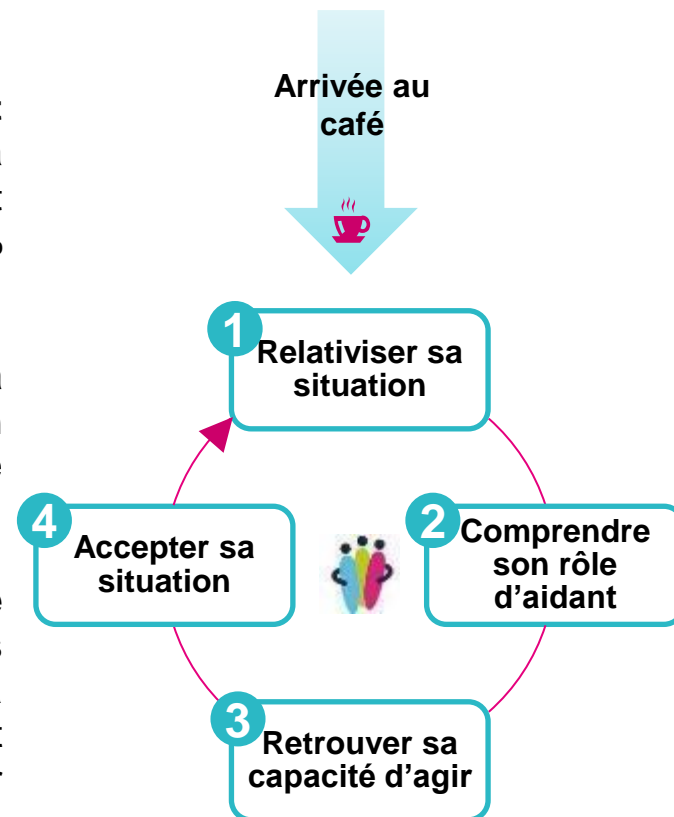 Arrivée au
café
1
Relativiser sa
situation
2
Comprendre
son rôle
d'aidant
3
Retrouver sa
capacité d'agir
4
Accepter sa
situation